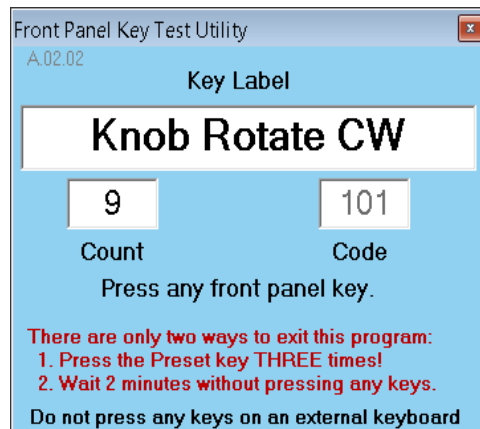 Front Panel Key Test Utility
A.02.02
Key Label
Knob Rotate CW
9 101
Count Code
Press any front panel key.
There are only two ways to exit this program:
1. Press the Preset key THREE times!
2. Wait 2 minutes without pressing any keys.
Do not press any keys on an external keyboard